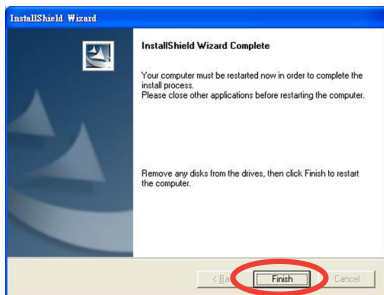 InstallShield Wizard
InstallShield Wizard Complete
Your computer must be restarted now in order to complete the
install process.
Please close other applications before restarting the computer.
Remove any disks from the drives, then click Finish to restart
the computer.
Finish
Cancel